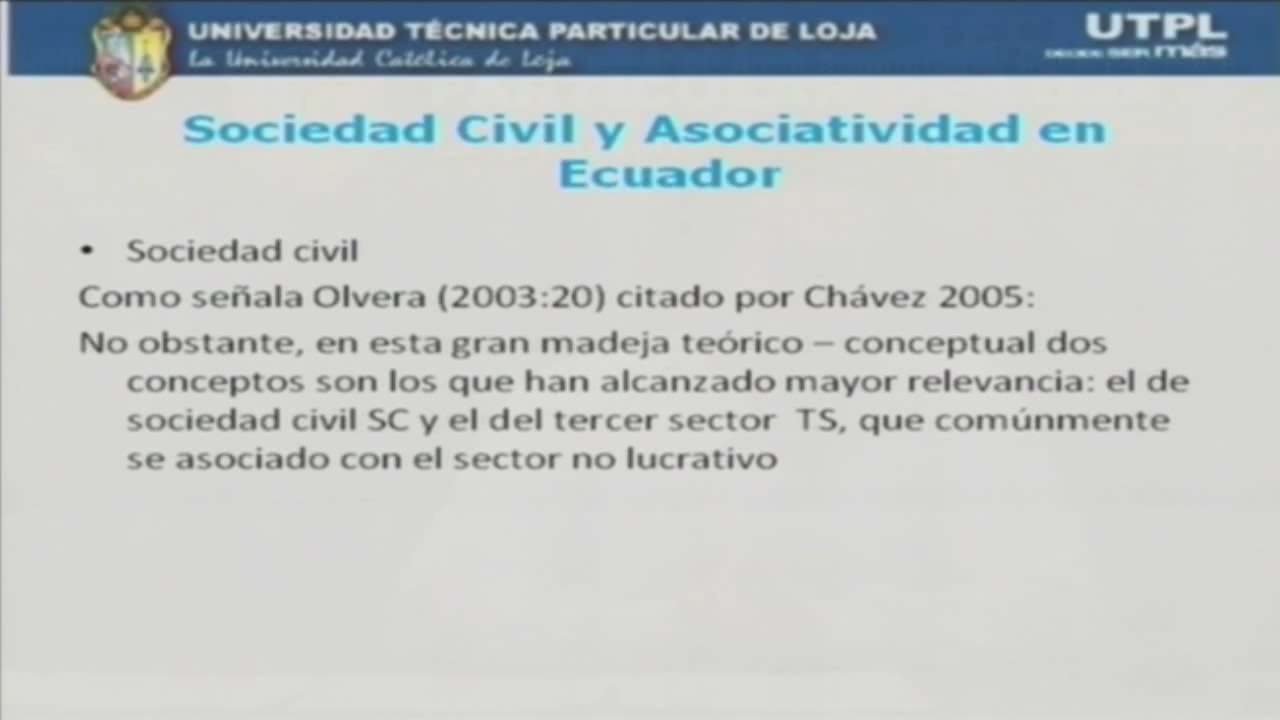 UNIVERSIDAD TÉCNICA PARTICULAR DE LOJA
La Universidad Católica de Loja
UTPL
DECIDE SER más
Sociedad Civil y Asociatividad en
Ecuador
• Sociedad civil
Como señala Olvera (2003:20) citado por Chávez 2005:
No obstante, en esta gran madeja teórico – conceptual dos
conceptos son los que han alcanzado mayor relevancia: el de
sociedad civil SC y el del tercer sector TS, que comúnmente
se asociado con el sector no lucrativo